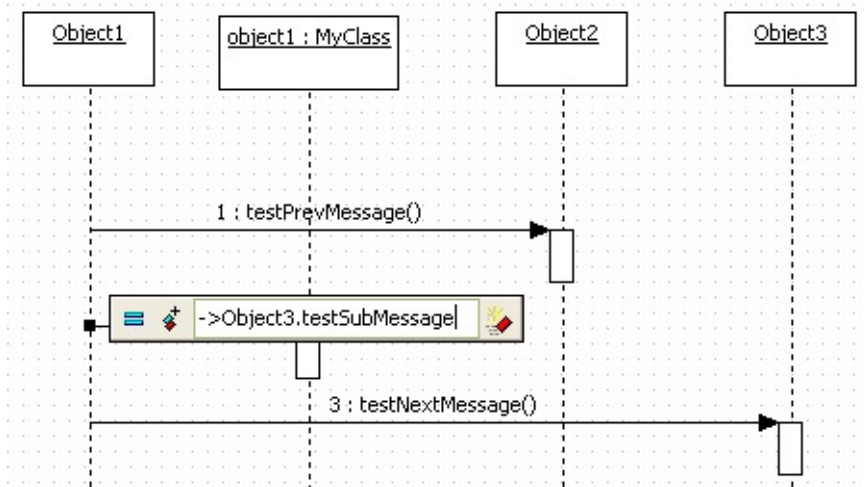 Object1
object1 : MyClass
Object2
Object3
1 : testPrevMessage()
->Object3.testSubMessage
3 : testNextMessage()